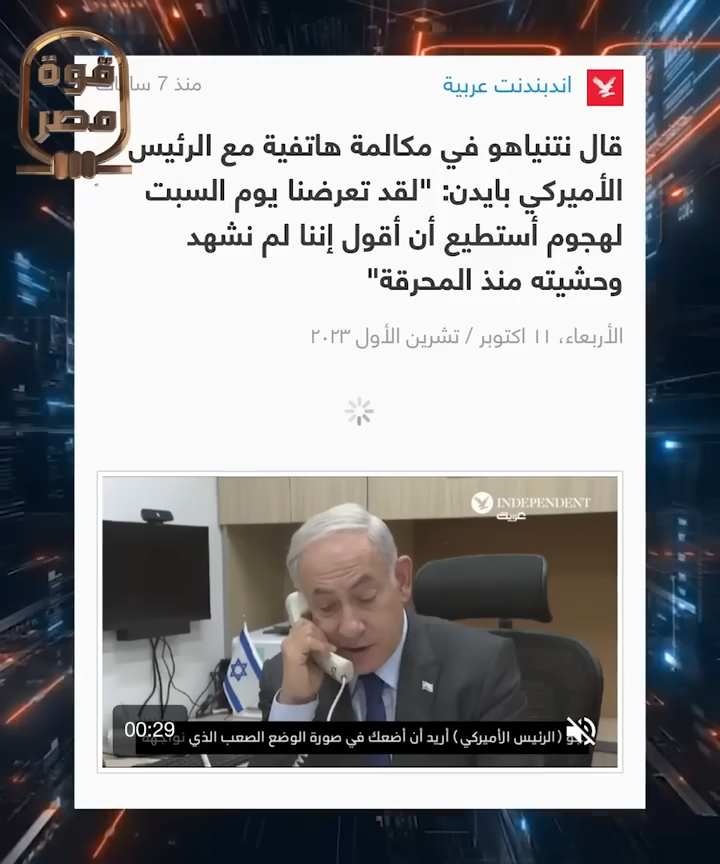 قوة
مصر
اندبندنت عربية
منذ 7
قال نتنياهو في مكالمة هاتفية مع الرئيس
الأميركي بايدن: "لقد تعرضنا يوم السبت
لهجوم أستطيع أن أقول إننا لم نشهد
وحشيته منذ المحرقة"
الأربعاء، ١١ اكتوبر / تشرين الأول ٢٠٢٣
INDEPENDENT
عربية
00:29
(الرئيس الأميركي) أريد أن أضعك في صورة الوضع الصعب الذي نواجهه